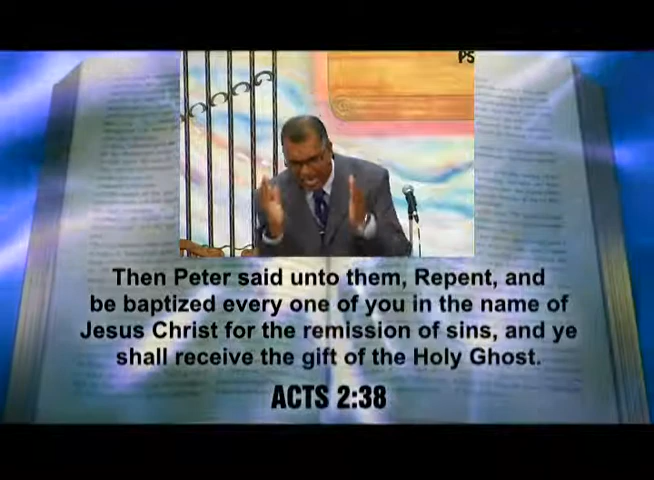 PS
Then Peter said unto them, Repent, and
be baptized every one of you in the name of
Jesus Christ for the remission of sins, and ye
shall receive the gift of the Holy Ghost.
ACTS 2:38